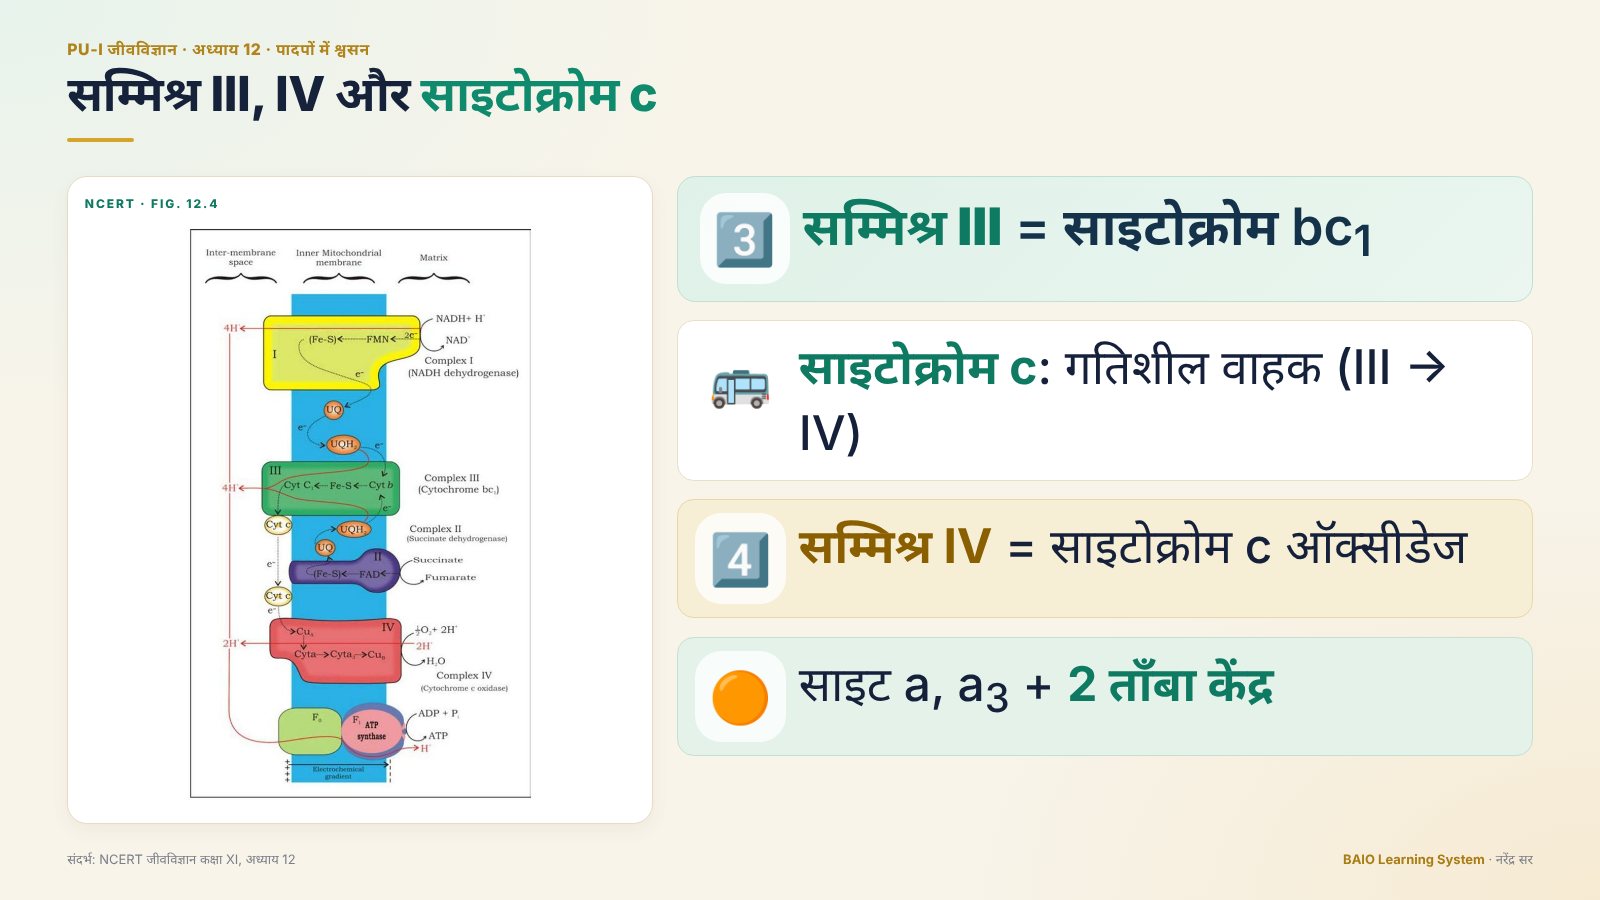 PU-I जीवविज्ञान · अध्याय 12 · पादपों में श्वसन
सम्मिश्र III, IV और साइटोक्रोम c
NCERT · FIG. 12.4
Inter-membrane space
Inner Mitochondrial membrane
Matrix
4H⁺
NADH+ H⁺
(Fe-S)
FMN
2e⁻
NAD⁺
I
Complex I
(NADH dehydrogenase)
e⁻
UQ
e⁻
UQH₂
e⁻
III
Complex III
(Cytochrome bc₁)
4H⁺
Cyt C₁
Fe-S
Cyt b
e⁻
Cyt c
UQH₂
Complex II
(Succinate dehydrogenase)
UQ
II
Succinate
e⁻
(Fe-S)
FAD
Fumarate
Cyt c
e⁻
IV
Cuₐ
½O₂+ 2H⁺
2H⁺
2H⁺
Cyta
Cyta₃
H₂O
Complex IV
(Cytochrome c oxidase)
F₀
F₁
ATP synthase
ADP + Pᵢ
ATP
H⁺
Electrochemical gradient
3 सम्मिश्र III = साइटोक्रोम bc₁
साइटोक्रोम c: गतिशील वाहक (III →
IV)
4 सम्मिश्र IV = साइटोक्रोम c ऑक्सीडेज
साइट a, a₃ + 2 ताँबा केंद्र
संदर्भ: NCERT जीवविज्ञान कक्षा XI, अध्याय 12
BAIO Learning System · नरेंद्र सर